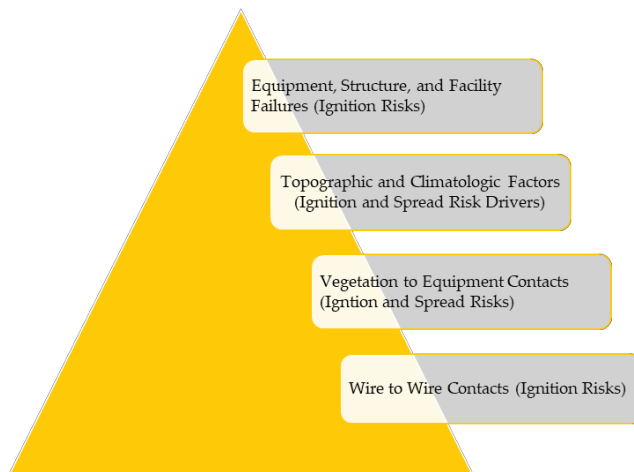 Equipment, Structure, and Facility
Failures (Ignition Risks)
Topographic and Climatologic Factors
(Ignition and Spread Risk Drivers)
Vegetation to Equipment Contacts
(Igntion and Spread Risks)
Wire to Wire Contacts (Ignition Risks)